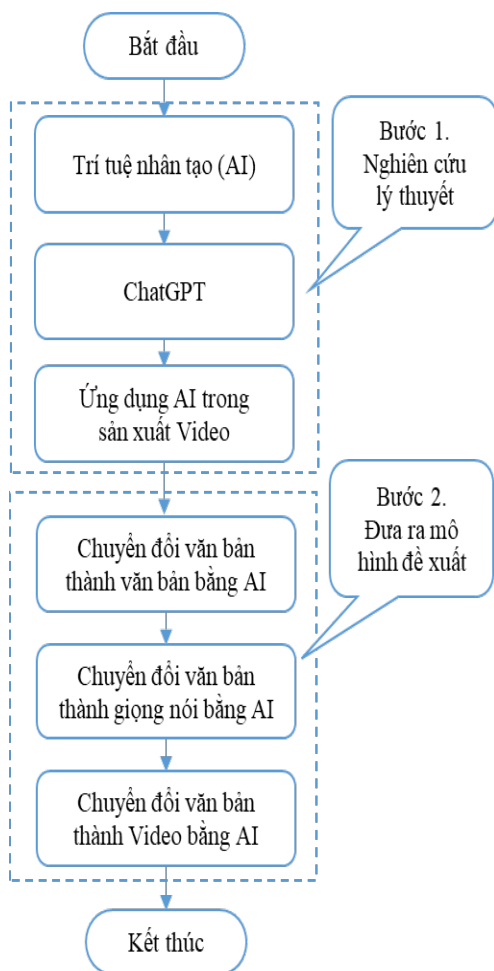 Bắt đầu
Trí tuệ nhân tạo (AI)
Bước 1.
Nghiên cứu
lý thuyết
ChatGPT
Ứng dụng AI trong
sản xuất Video
Bước 2.
Đưa ra mô
hình đề xuất
Chuyển đổi văn bản
thành văn bản bằng AI
Chuyển đổi văn bản
thành giọng nói bằng AI
Chuyển đổi văn bản
thành Video bằng AI
Kết thúc